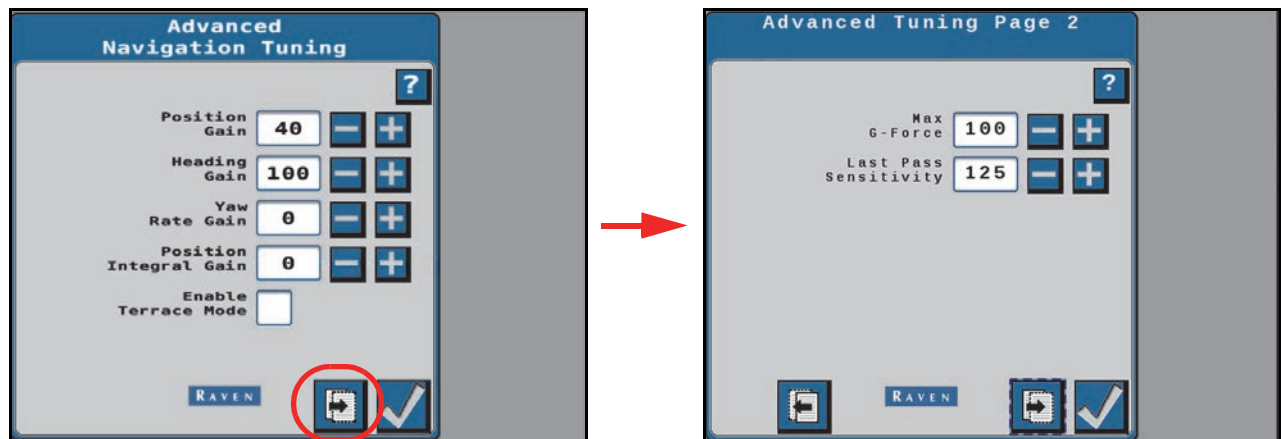 Advanced
Navigation Tuning
?
Position
Gain
40
Heading
Gain
100
Yaw
Rate Gain
0
Position
Integral Gain
0
Enable
Terrace Mode
RAVEN
Advanced Tuning Page 2
?
Max
G-Force
100
Last Pass
Sensitivity
125
RAVEN